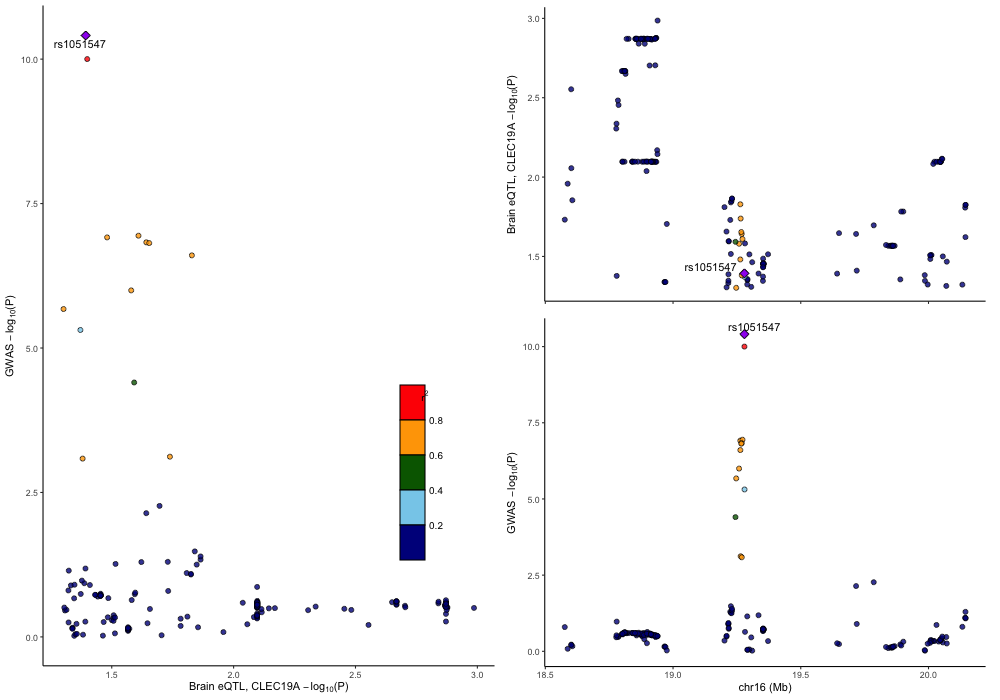 rs1051547
10.0
7.5
5.0
2.5
0.0
GWAS −log10(P)
1.5
2.0
2.5
3.0
Brain eQTL, CLEC19A −log10(P)
r2
0.8
0.6
0.4
0.2
3.0
2.5
2.0
1.5
Brain eQTL, CLEC19A −log10(P)
rs1051547
rs1051547
10.0
7.5
5.0
2.5
0.0
GWAS −log10(P)
18.5
19.0
19.5
20.0
chr16 (Mb)